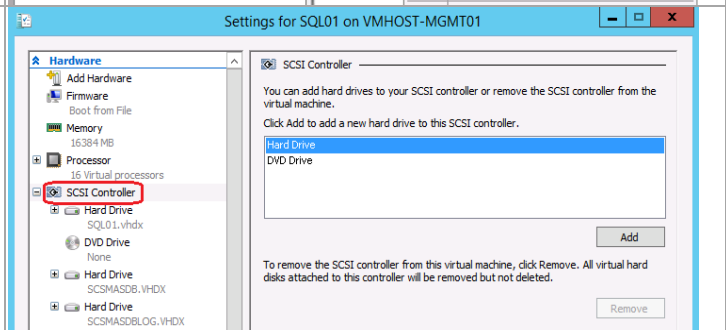 Settings for SQL01 on VMHOST-MGMT01
Hardware
Add Hardware
Firmware
Boot from File
Memory
16384 MB
Processor
16 Virtual processors
SCSI Controller
Hard Drive
SQL01.vhdx
DVD Drive
None
Hard Drive
SCSMASDB.VHDX
Hard Drive
SCSMASDBLOG.VHDX
SCSI Controller
You can add hard drives to your SCSI controller or remove the SCSI controller from the
virtual machine.
Click Add to add a new hard drive to this SCSI controller.
Hard Drive
DVD Drive
Add
To remove the SCSI controller from this virtual machine, click Remove. All virtual hard
disks attached to this controller will be removed but not deleted.
Remove